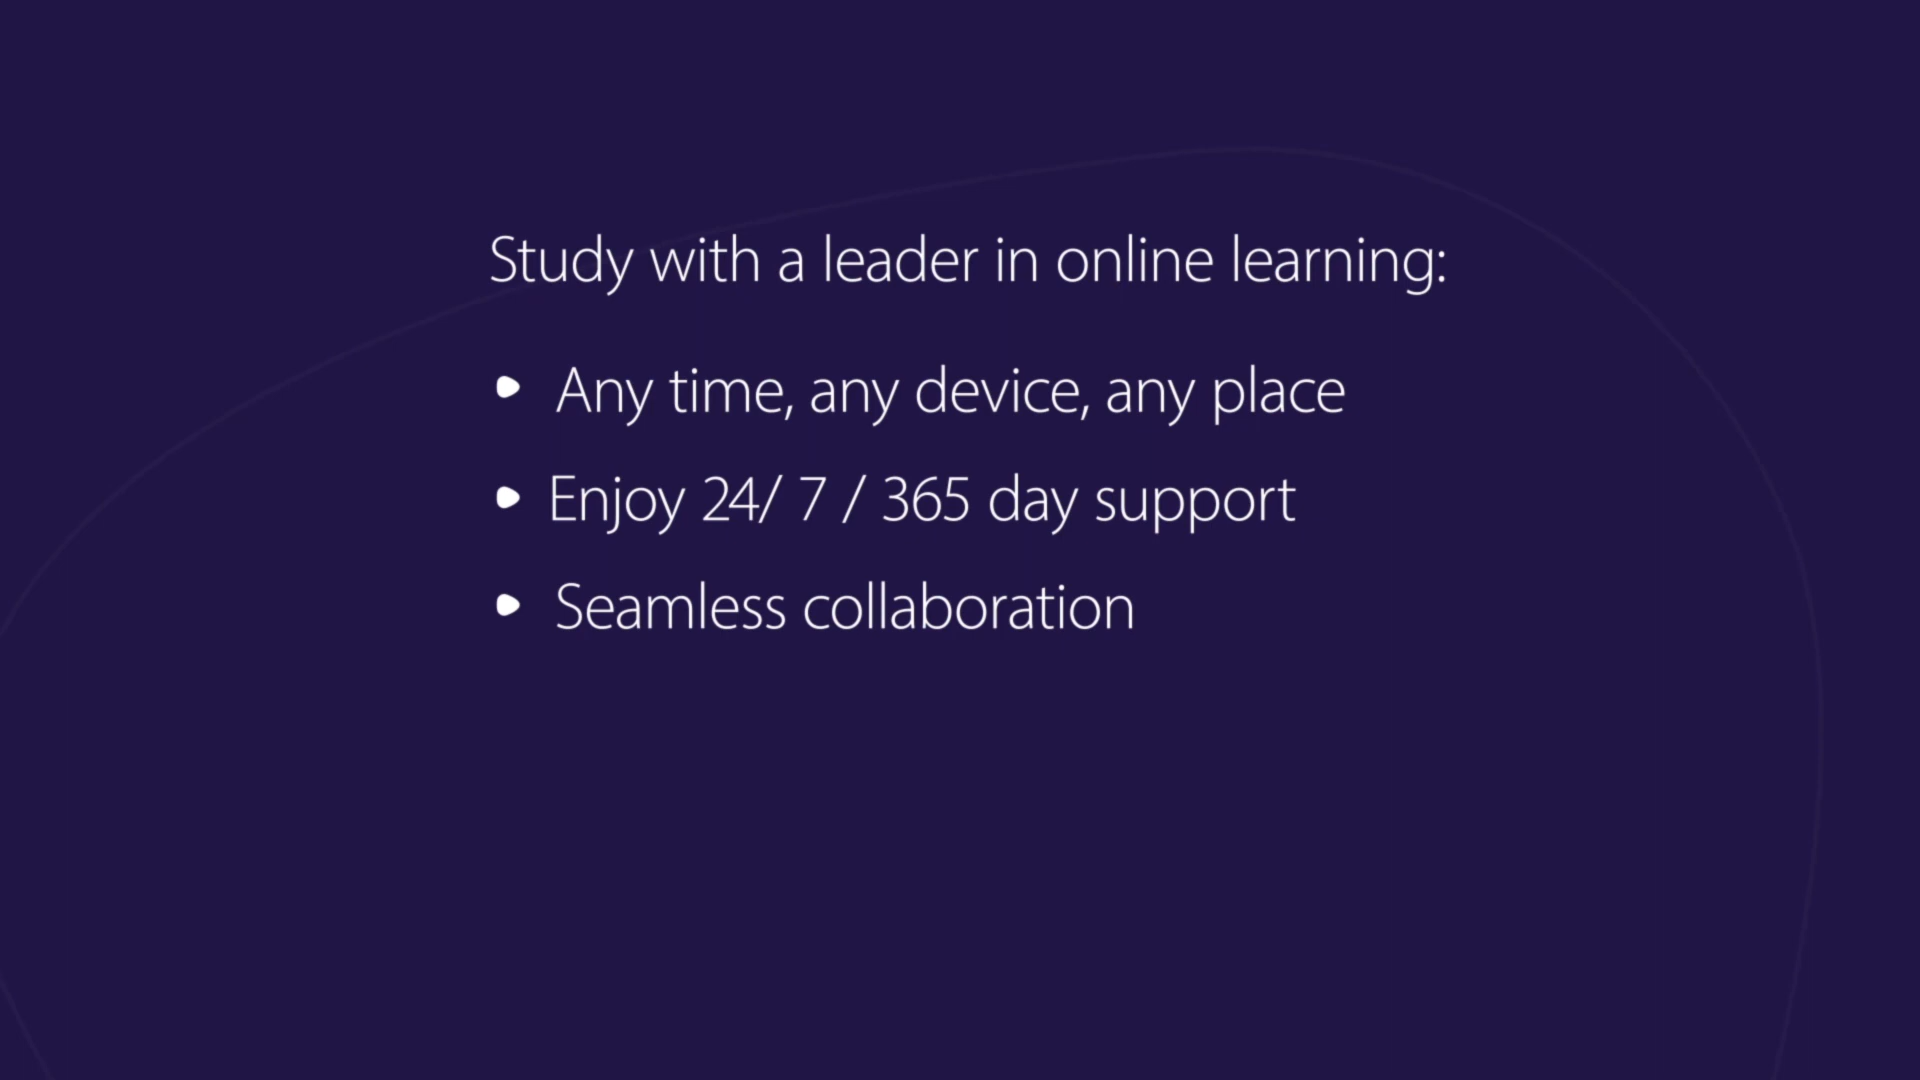 Study with a leader in online learning:
Any time, any device, any place
Enjoy 24/ 7 / 365 day support
Seamless collaboration